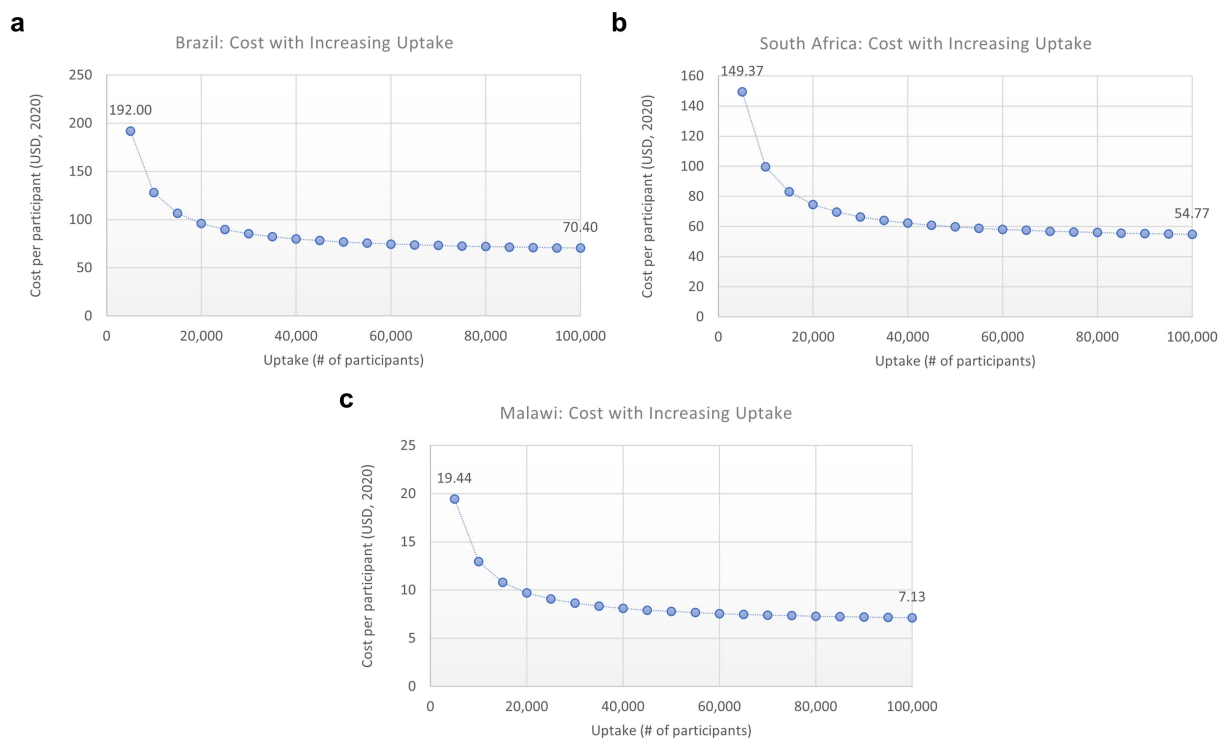 a
Brazil: Cost with Increasing Uptake
Cost per participant (USD, 2020)
250
200
150
100
50
0
192.00
70.40
0 20,000 40,000 60,000 80,000 100,000
Uptake (# of participants)
b
South Africa: Cost with Increasing Uptake
Cost per participant (USD, 2020)
160
140
120
100
80
60
40
20
0
149.37
54.77
0 20,000 40,000 60,000 80,000 100,000
Uptake (# of participants)
c
Malawi: Cost with Increasing Uptake
Cost per participant (USD, 2020)
25
20
15
10
5
0
19.44
7.13
0 20,000 40,000 60,000 80,000 100,000
Uptake (# of participants)